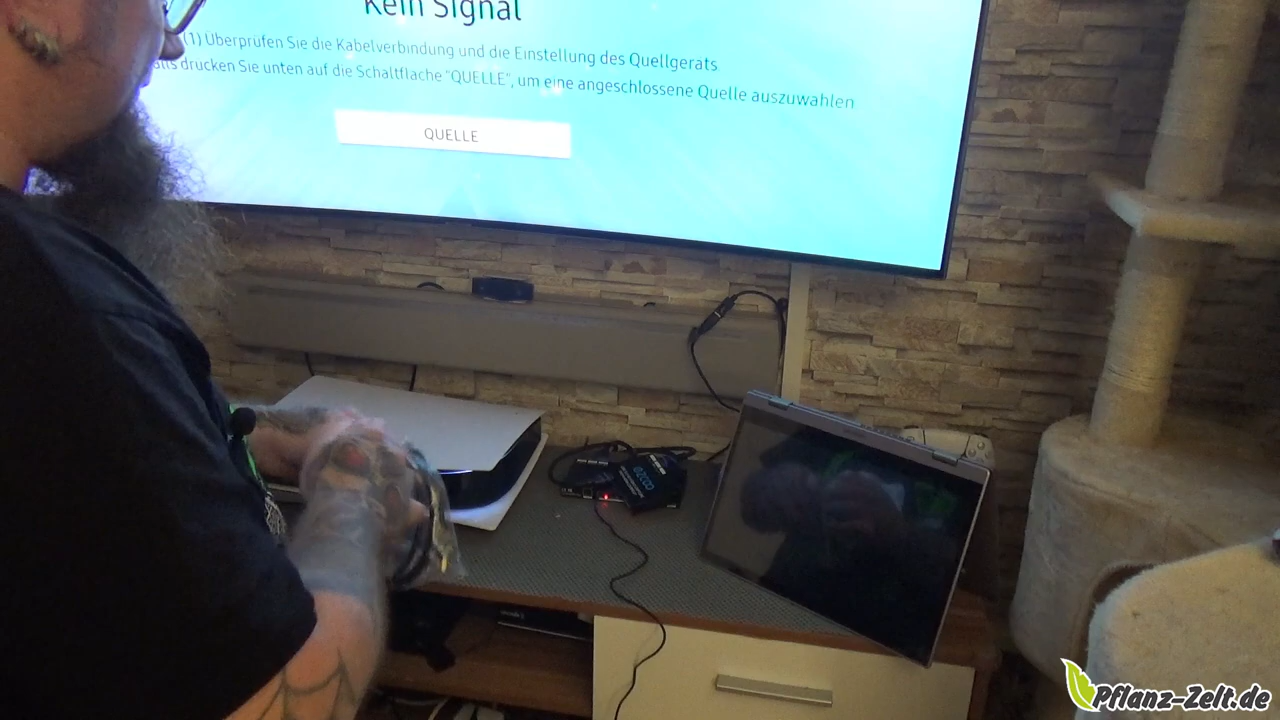 Kein Signal
(1) Überprüfen Sie die Kabelverbindung und die Einstellung des Quellgeräts
drücken Sie unten auf die Schaltfläche "QUELLE", um eine angeschlossene Quelle auszuwählen
QUELLE
Pflanz-Zelt.de